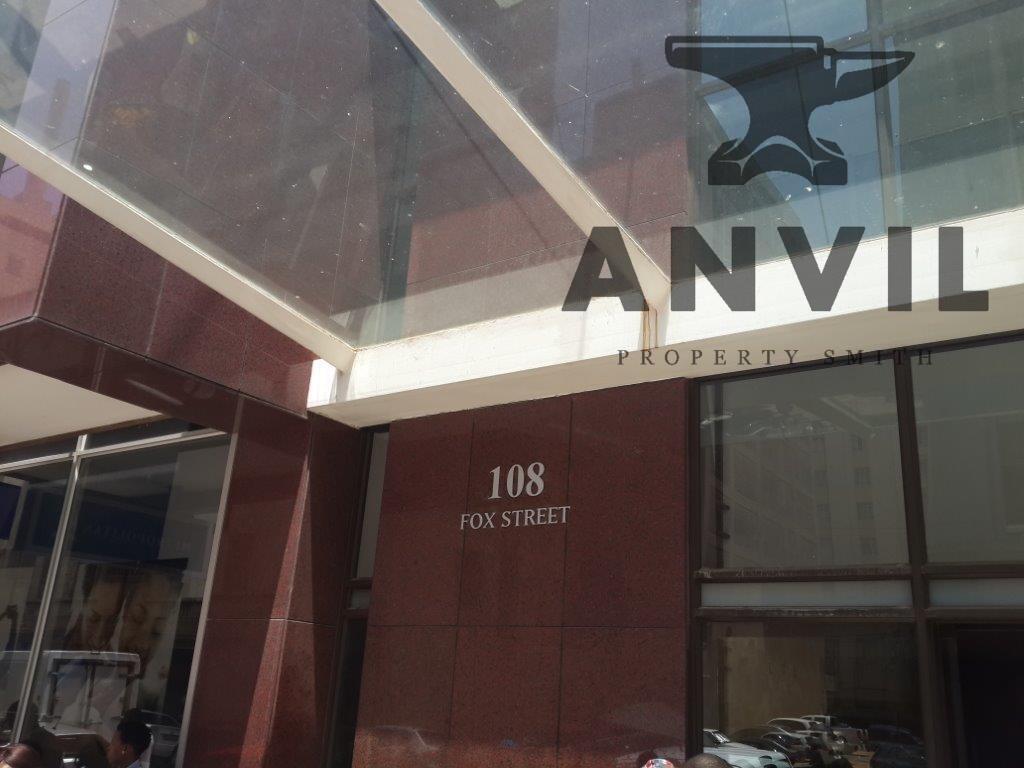 ANVIL
PROPERTY SMITH
108
FOX STREET